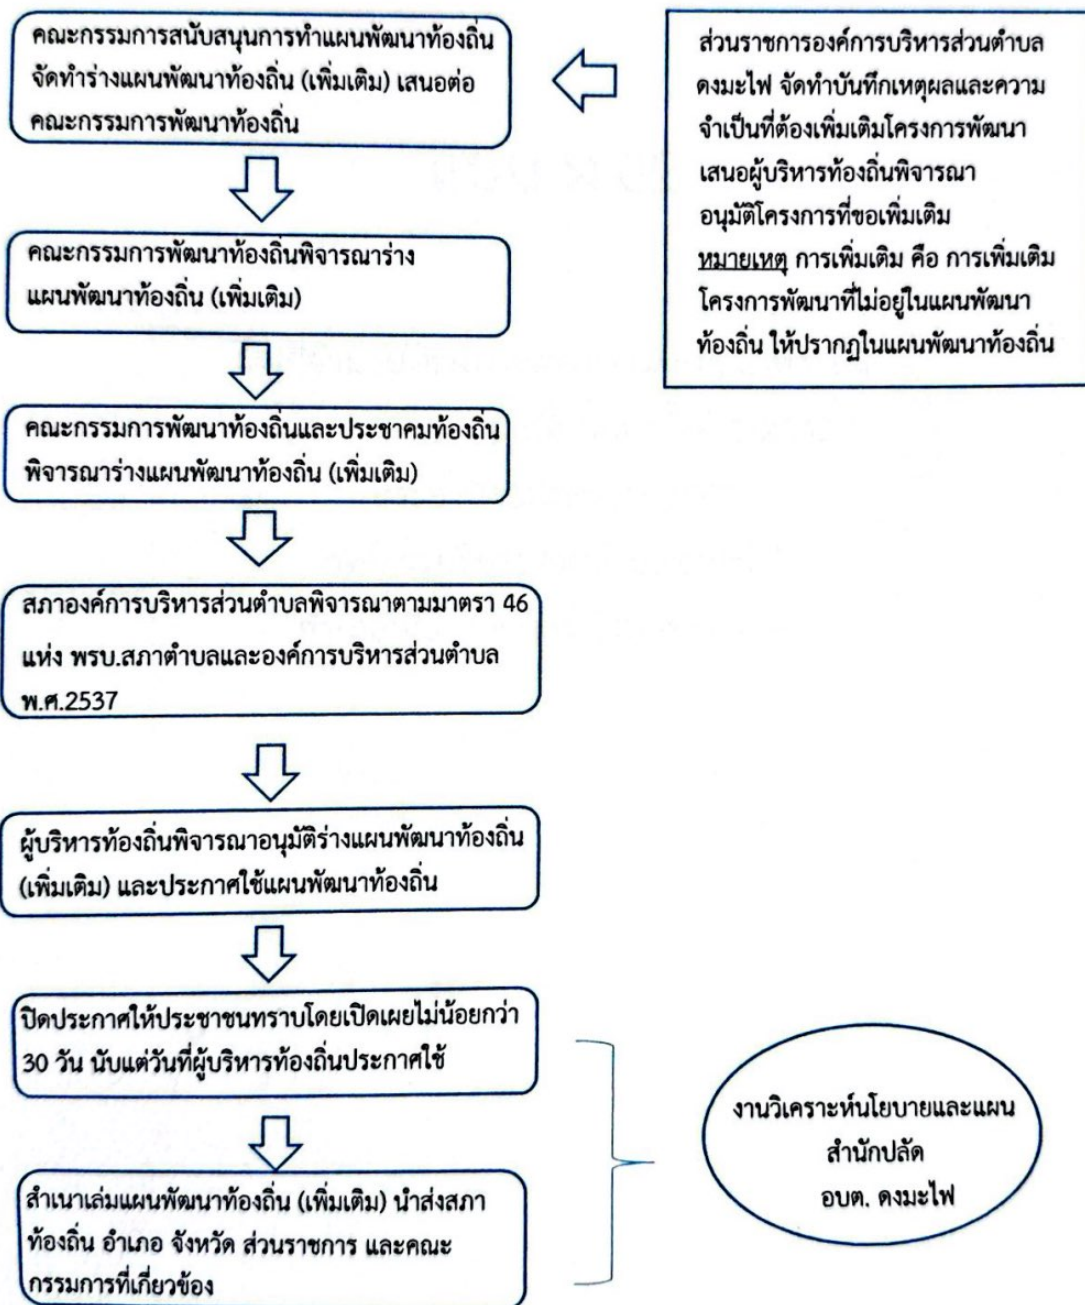 คณะกรรมการสนับสนุนการทำแผนพัฒนาท้องถิ่น
จัดทำร่างแผนพัฒนาท้องถิ่น (เพิ่มเติม) เสนอต่อ
คณะกรรมการพัฒนาท้องถิ่น
ส่วนราชการองค์การบริหารส่วนตำบล
ดงมะไฟ จัดทำบันทึกเหตุผลและความ
จำเป็นที่ต้องเพิ่มเติมโครงการพัฒนา
เสนอผู้บริหารท้องถิ่นพิจารณา
อนุมัติโครงการที่ขอเพิ่มเติม
หมายเหตุ การเพิ่มเติม คือ การเพิ่มเติม
โครงการพัฒนาที่ไม่อยู่ในแผนพัฒนา
ท้องถิ่น ให้ปรากฏในแผนพัฒนาท้องถิ่น
คณะกรรมการพัฒนาท้องถิ่นพิจารณาร่าง
แผนพัฒนาท้องถิ่น (เพิ่มเติม)
คณะกรรมการพัฒนาท้องถิ่นและประชาคมท้องถิ่น
พิจารณาร่างแผนพัฒนาท้องถิ่น (เพิ่มเติม)
สภาองค์การบริหารส่วนตำบลพิจารณาตามมาตรา 46
แห่ง พรบ.สภาตำบลและองค์การบริหารส่วนตำบล
พ.ศ.2537
ผู้บริหารท้องถิ่นพิจารณาอนุมัติร่างแผนพัฒนาท้องถิ่น
(เพิ่มเติม) และประกาศใช้แผนพัฒนาท้องถิ่น
ปิดประกาศให้ประชาชนทราบโดยเปิดเผยไม่น้อยกว่า
30 วัน นับแต่วันที่ผู้บริหารท้องถิ่นประกาศใช้
สำเนาเล่มแผนพัฒนาท้องถิ่น (เพิ่มเติม) นำส่งสภา
ท้องถิ่น อำเภอ จังหวัด ส่วนราชการ และคณะ
กรรมการที่เกี่ยวข้อง
งานวิเคราะห์นโยบายและแผน
สำนักปลัด
อบต. ดงมะไฟ